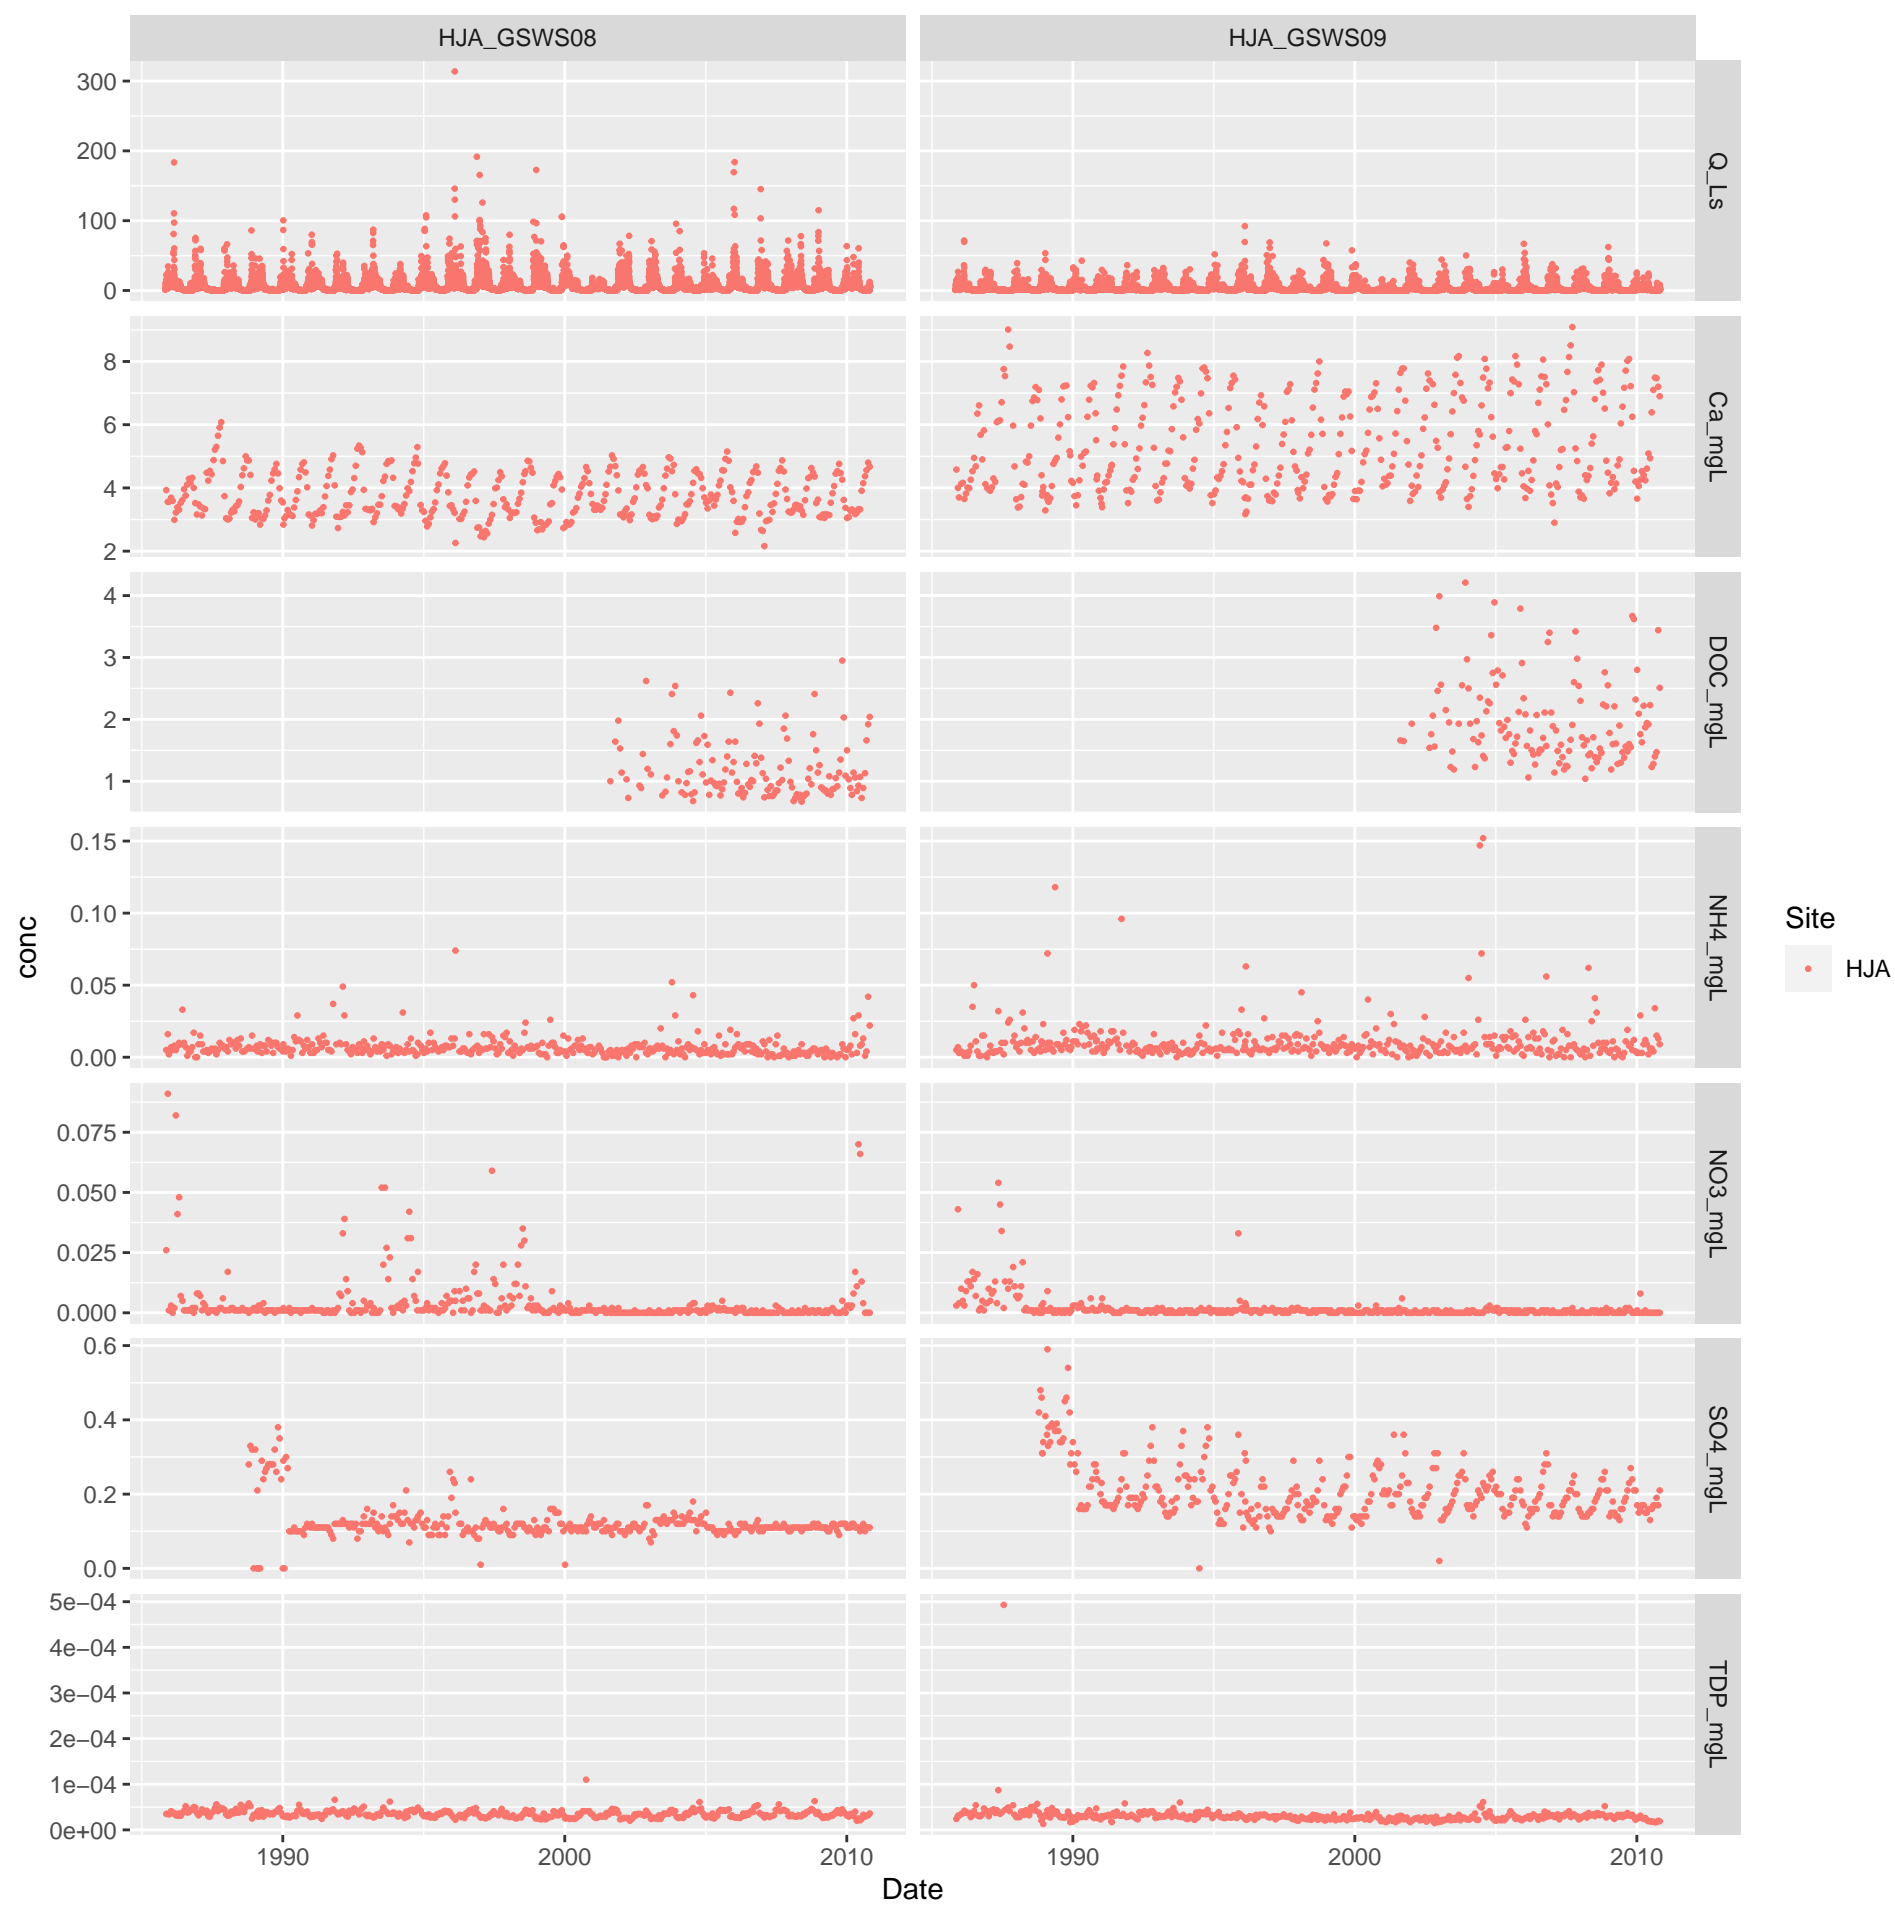 HJA_GSWS08 HJA_GSWS09
300
200
100
0
Q_Ls
8
6
4
2
Ca_mgL
4
3
2
1
DOC_mgL
0.15
0.10
0.05
0.00
NH4_mgL
0.075
0.050
0.025
0.000
NO3_mgL
0.6
0.4
0.2
0.0
SO4_mgL
5e−04
4e−04
3e−04
2e−04
1e−04
0e+00
TDP_mgL
1990 2000 2010 1990 2000 2010
Date
conc
Site
HJA